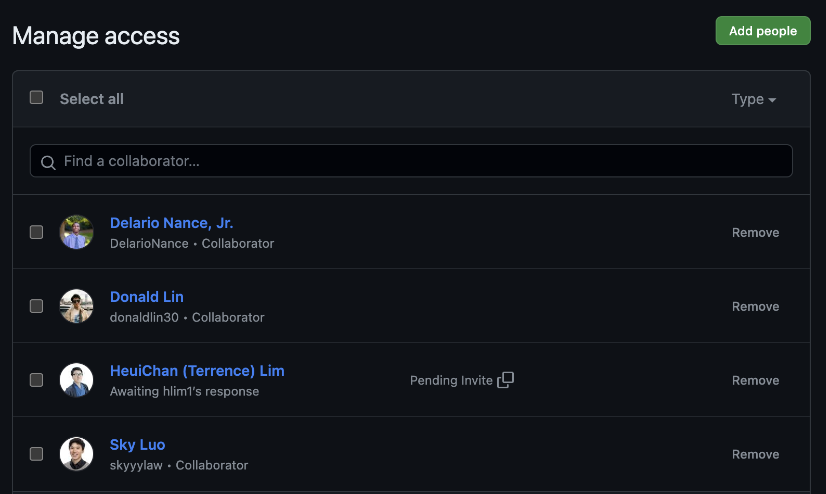 Manage access
Add people
Select all
Type
Find a collaborator...
Delario Nance, Jr.
DelarioNance • Collaborator
Remove
Donald Lin
donaldlin30 • Collaborator
Remove
HeuiChan (Terrence) Lim
Awaiting hlim1's response
Pending Invite
Remove
Sky Luo
skyyylaw • Collaborator
Remove